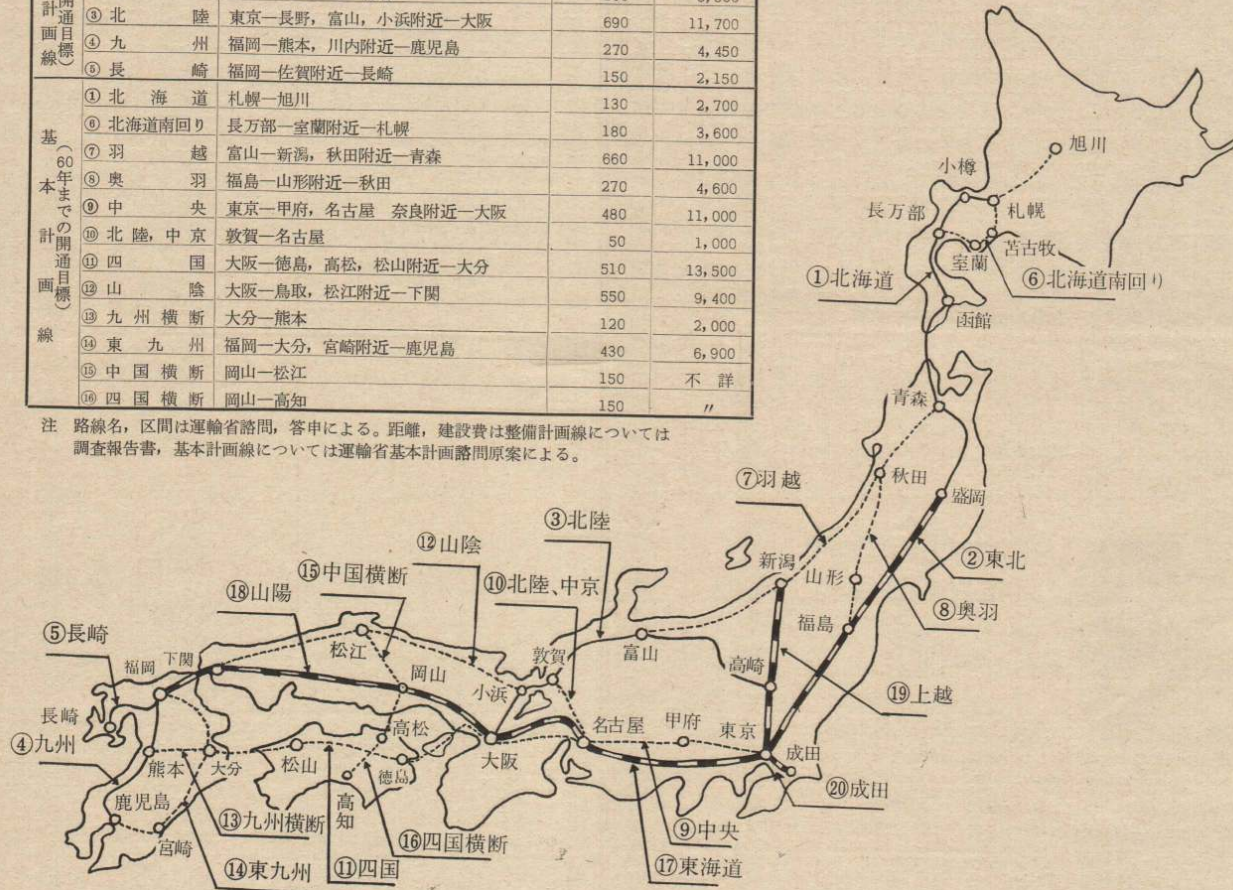 ③ 北陸 東京―長野，富山，小浜附近―大阪 690 11,700
④ 九州 福岡―熊本，川内附近―鹿児島 270 4,450
⑤ 長崎 福岡―佐賀附近―長崎 150 2,150
計画線
開通目標)
① 北海道 札幌―旭川 130 2,700
⑥ 北海道南回り 長万部―室蘭附近―札幌 180 3,600
⑦ 羽越 富山―新潟，秋田附近―青森 660 11,000
⑧ 奥羽 福島―山形附近―秋田 270 4,600
⑨ 中央 東京―甲府，名古屋 奈良附近―大阪 480 11,000
⑩ 北陸，中京 敦賀―名古屋 50 1,000
⑪ 四国 大阪―徳島，高松，松山附近―大分 510 13,500
⑫ 山陰 大阪―鳥取，松江附近―下関 550 9,400
⑬ 九州横断 大分―熊本 120 2,000
⑭ 東九州 福岡―大分，宮崎附近―鹿児島 430 6,900
⑮ 中国横断 岡山―松江 150 不詳
⑯ 四国横断 岡山―高知 150 〃
基本計画線
(60年までの開通目標)
注 路線名，区間は運輸省諮問，答申による。距離，建設費は整備計画線については
調査報告書，基本計画線については運輸省基本計画諮問原案による。
旭川
小樽
長万部
札幌
苫古牧
室蘭
①北海道
⑥北海道南回り
函館
青森
秋田
⑦羽越
盛岡
③北陸
⑫山陰
新潟
山形
②東北
⑮中国横断
⑩北陸、中京
⑱山陽
福島
⑧奥羽
⑤長崎
松江
敦賀
富山
福岡
下関
岡山
小浜
高崎
⑲上越
長崎
高松
名古屋
甲府
東京
成田
④九州
熊本
大分
松山
徳島
大阪
鹿児島
高知
⑳成田
⑬九州横断
宮崎
⑯四国横断
⑨中央
⑭東九州
⑪四国
⑰東海道